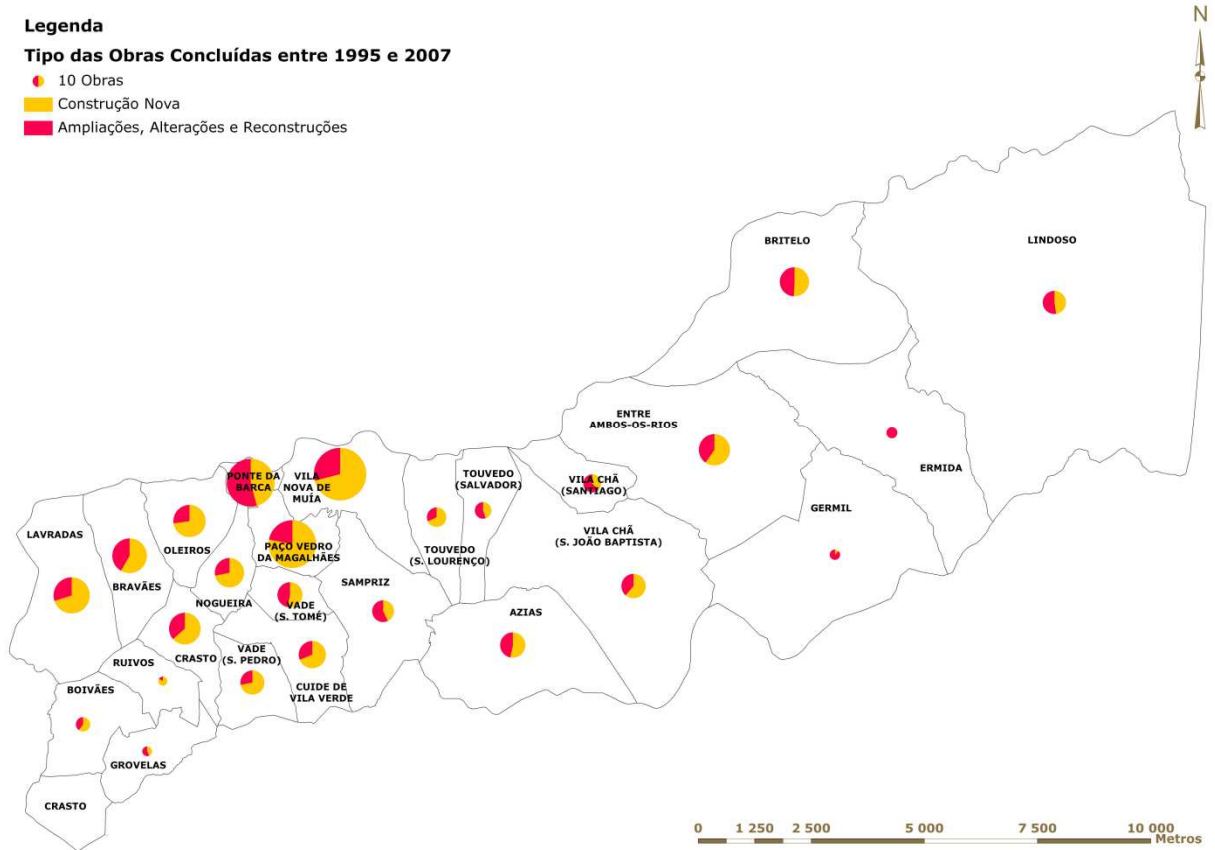 Legenda
Tipo das Obras Concluídas entre 1995 e 2007
10 Obras
Construção Nova
Ampliações, Alterações e Reconstruções
N
BRITELO
LINDOSO
ENTRE
AMBOS-OS-RIOS
ERMIDA
GERMIL
VILA CHÃ
(SANTIAGO)
VILA CHÃ
(S. JOÃO BAPTISTA)
TOUVEDO
(SALVADOR)
TOUVEDO
(S. LOURENÇO)
AZIAS
PONTE DA
BARCA
VILA
NOVA DE
MUÍA
PAÇO VEDRO
DA MAGALHÃES
SAMPRIZ
LAVRADAS
BRAVÃES
OLEIROS
NOGUEIRA
VADE
(S. TOMÉ)
CRASTO
VADE
(S. PEDRO)
CUIDE DE
VILA VERDE
RUIVOS
BOIVÃES
GROVELAS
CRASTO
0 1 250 2 500 5 000 7 500 10 000
Metros